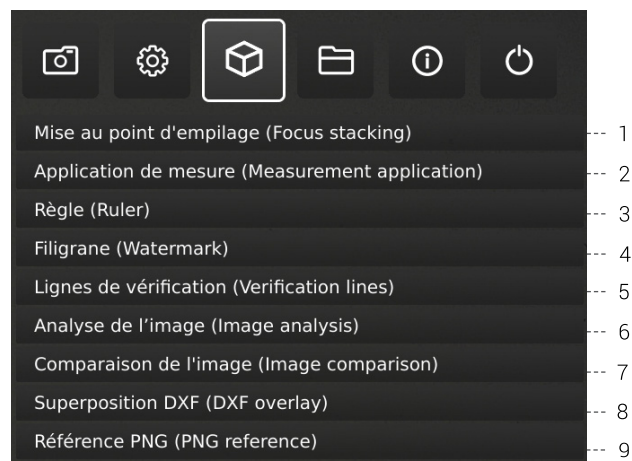 Mise au point d'empilage (Focus stacking) --- 1
Application de mesure (Measurement application) --- 2
Règle (Ruler) --- 3
Filigrane (Watermark) --- 4
Lignes de vérification (Verification lines) --- 5
Analyse de l’image (Image analysis) --- 6
Comparaison de l'image (Image comparison) --- 7
Superposition DXF (DXF overlay) --- 8
Référence PNG (PNG reference) --- 9